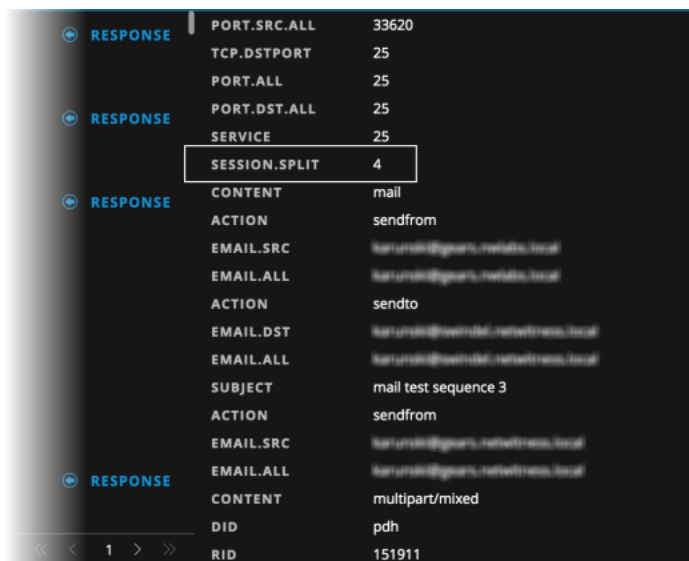 RESPONSE
RESPONSE
RESPONSE
RESPONSE
1
PORT.SRC.ALL 33620
TCP.DSTPORT 25
PORT.ALL 25
PORT.DST.ALL 25
SERVICE 25
SESSION.SPLIT 4
CONTENT mail
ACTION sendfrom
EMAIL.SRC
EMAIL.ALL
ACTION sendto
EMAIL.DST
EMAIL.ALL
SUBJECT mail test sequence 3
ACTION sendfrom
EMAIL.SRC
EMAIL.ALL
CONTENT multipart/mixed
DID pdh
RID 151911